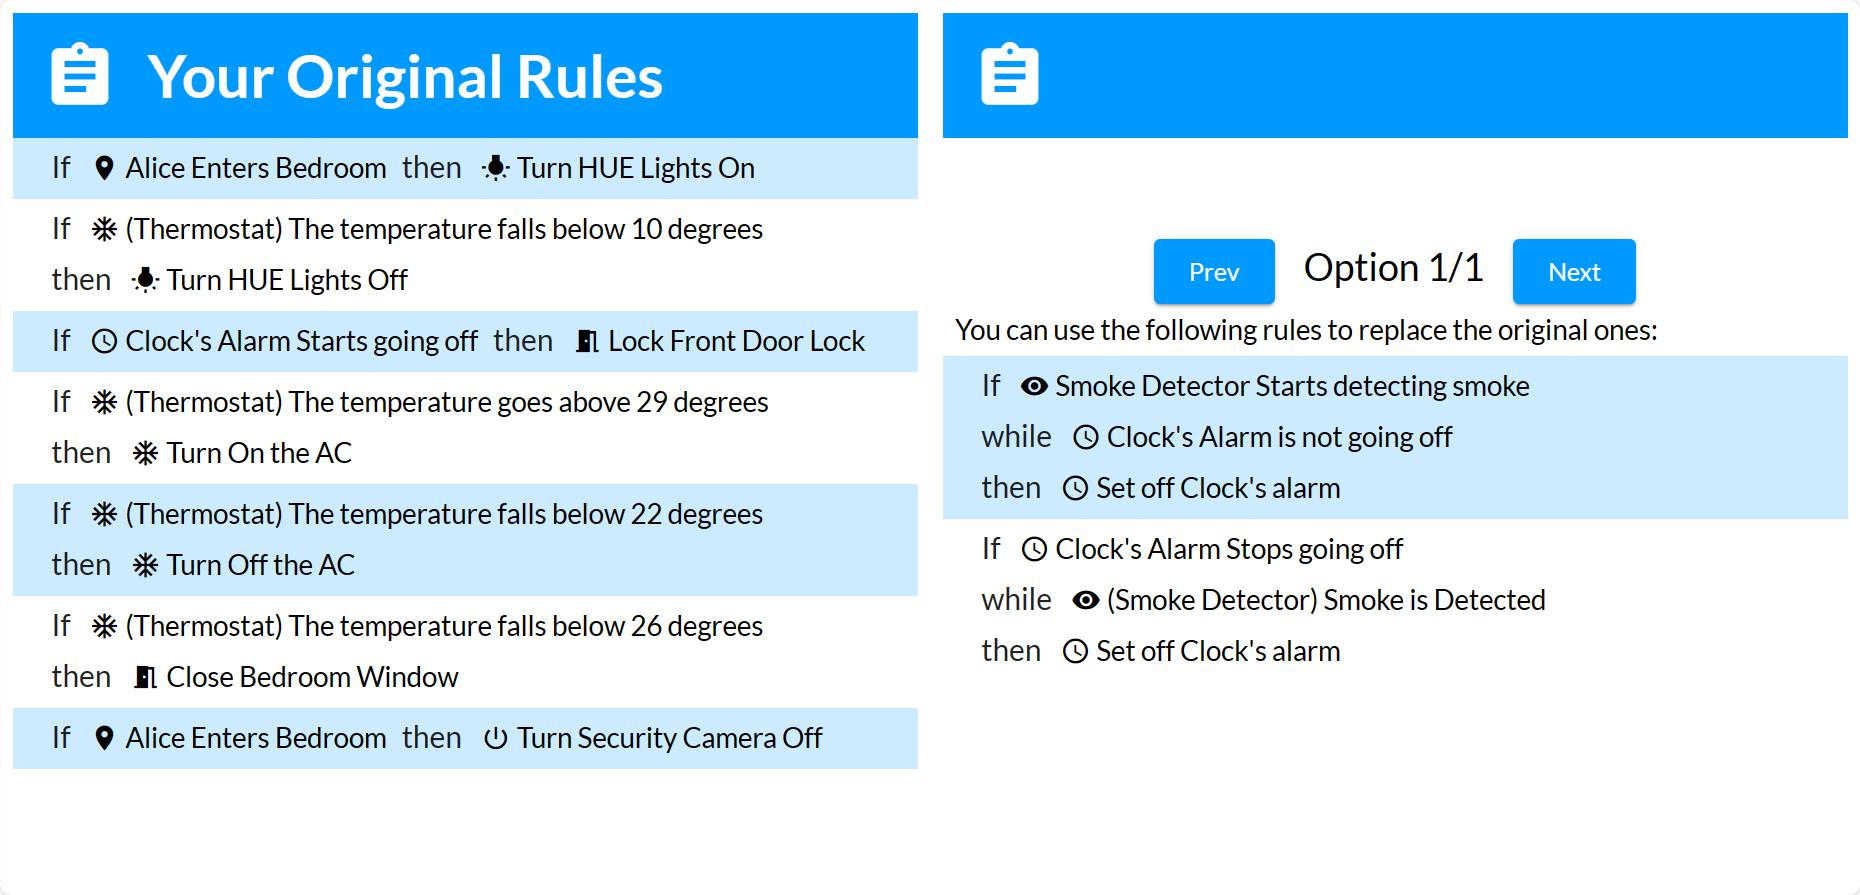 Your Original Rules
If Alice Enters Bedroom then Turn HUE Lights On
If (Thermostat) The temperature falls below 10 degrees
then Turn HUE Lights Off
If Clock's Alarm Starts going off then Lock Front Door Lock
If (Thermostat) The temperature goes above 29 degrees
then Turn On the AC
If (Thermostat) The temperature falls below 22 degrees
then Turn Off the AC
If (Thermostat) The temperature falls below 26 degrees
then Close Bedroom Window
If Alice Enters Bedroom then Turn Security Camera Off
Prev Option 1/1 Next
You can use the following rules to replace the original ones:
If Smoke Detector Starts detecting smoke
while Clock's Alarm is not going off
then Set off Clock's alarm
If Clock's Alarm Stops going off
while (Smoke Detector) Smoke is Detected
then Set off Clock's alarm